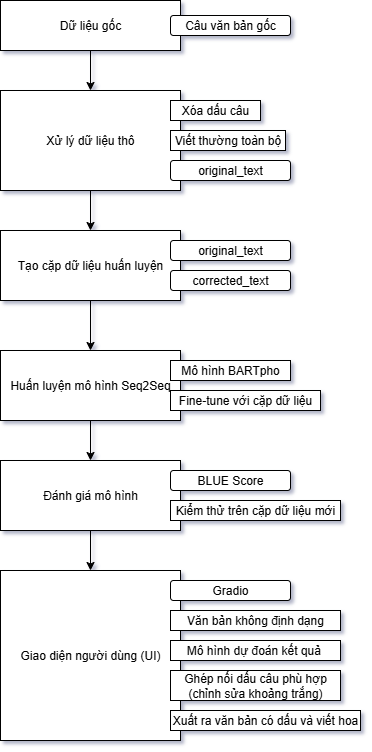 Dữ liệu gốc
Câu văn bản gốc
Xử lý dữ liệu thô
Xóa dấu câu
Viết thường toàn bộ
original_text
Tạo cặp dữ liệu huấn luyện
original_text
corrected_text
Huấn luyện mô hình Seq2Seq
Mô hình BARTpho
Fine-tune với cặp dữ liệu
Đánh giá mô hình
BLUE Score
Kiểm thử trên cặp dữ liệu mới
Giao diện người dùng (UI)
Gradio
Văn bản không định dạng
Mô hình dự đoán kết quả
Ghép nối dấu câu phù hợp
(chỉnh sửa khoảng trắng)
Xuất ra văn bản có dấu và viết hoa